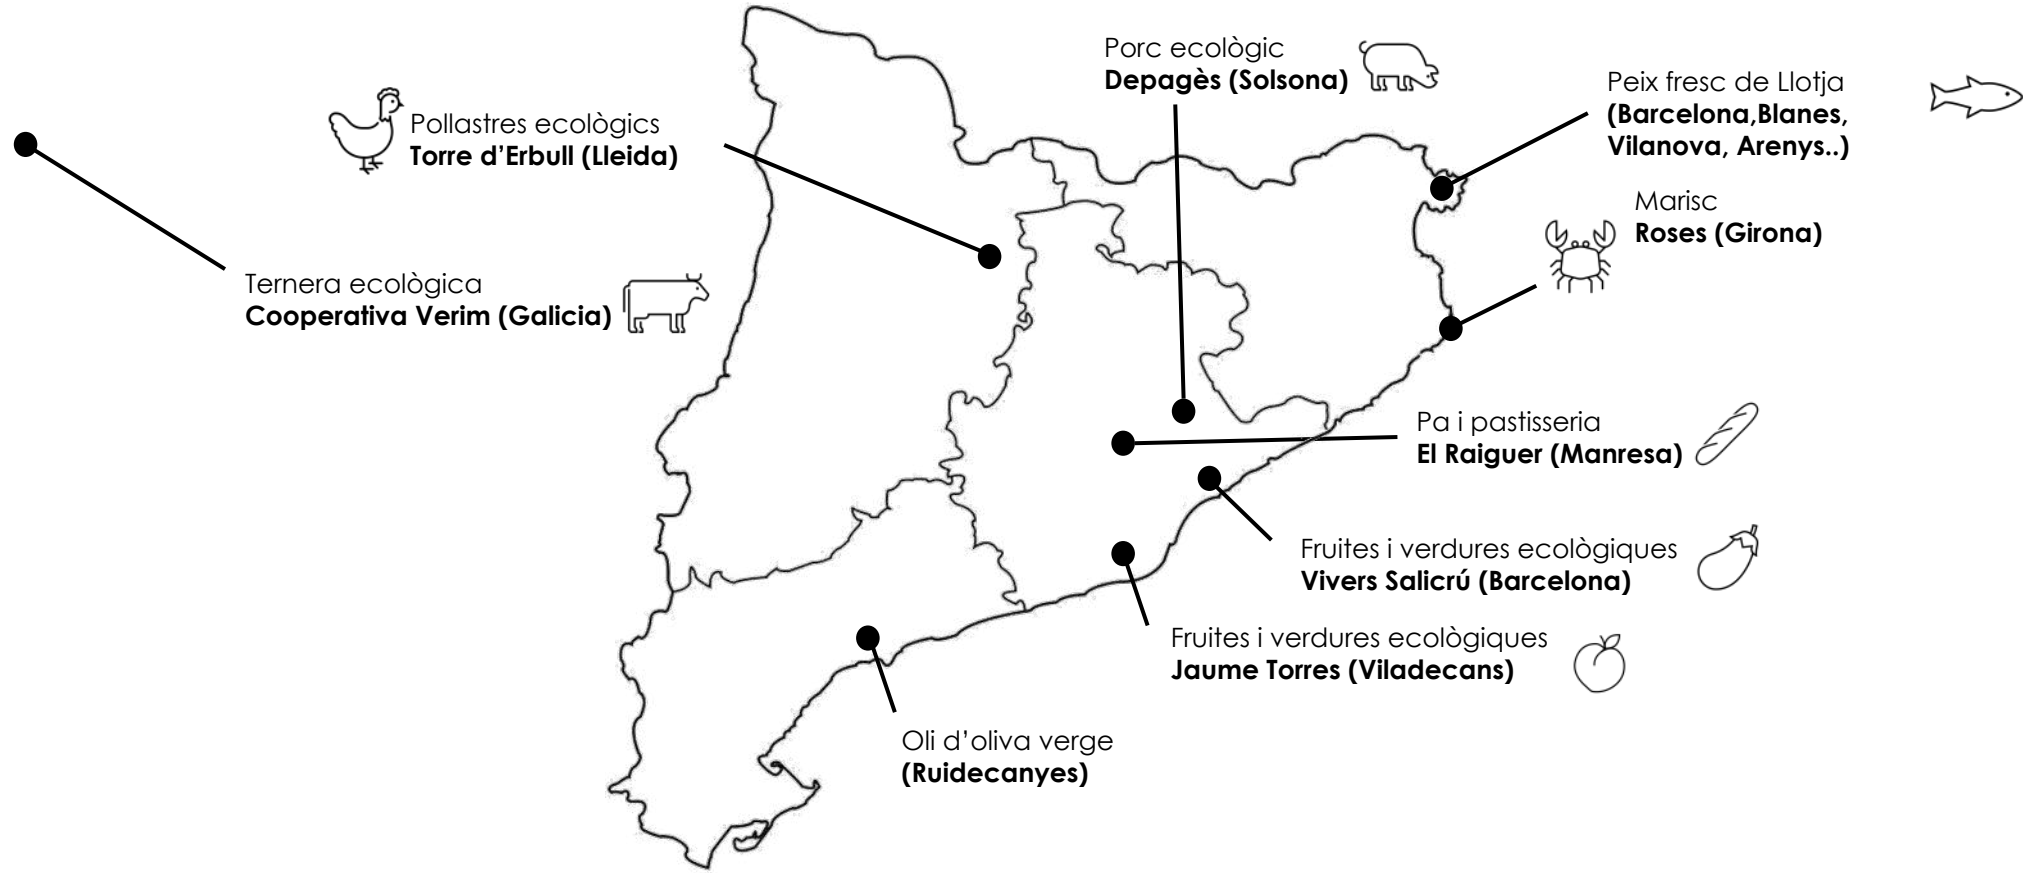 Porc ecològic
Depagès (Solsona)
Peix fresc de Llotja
(Barcelona,Blanes,
Vilanova, Arenys..)
Pollastres ecològics
Torre d’Erbull (Lleida)
Marisc
Roses (Girona)
Ternera ecològica
Cooperativa Verim (Galicia)
Pa i pastisseria
El Raiguer (Manresa)
Fruites i verdures ecològiques
Vivers Salicrú (Barcelona)
Fruites i verdures ecològiques
Jaume Torres (Viladecans)
Oli d’oliva verge
(Ruidecanyes)